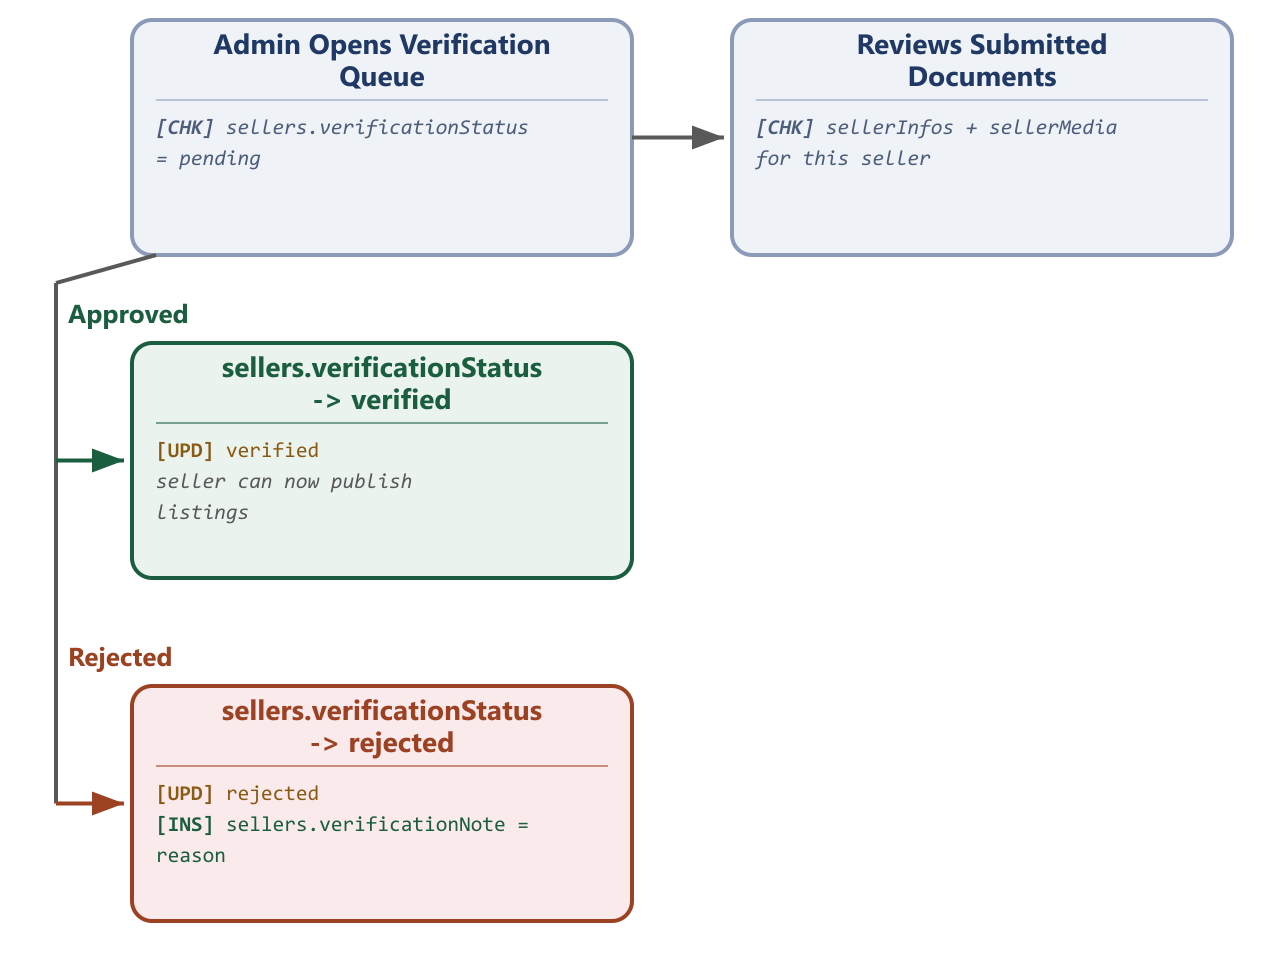 Admin Opens Verification
Queue
[CHK] sellers.verificationStatus
= pending
Reviews Submitted
Documents
[CHK] sellerInfos + sellerMedia
for this seller
Approved
sellers.verificationStatus
-> verified
[UPD] verified
seller can now publish
listings
Rejected
sellers.verificationStatus
-> rejected
[UPD] rejected
[INS] sellers.verificationNote =
reason